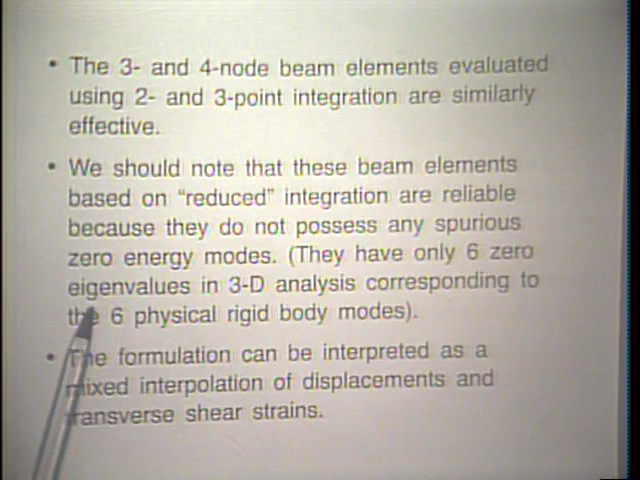 • The 3- and 4-node beam elements evaluated
using 2- and 3-point integration are similarly
effective.
• We should note that these beam elements
based on “reduced” integration are reliable
because they do not possess any spurious
zero energy modes. (They have only 6 zero
eigenvalues in 3-D analysis corresponding to
the 6 physical rigid body modes).
• The formulation can be interpreted as a
mixed interpolation of displacements and
transverse shear strains.